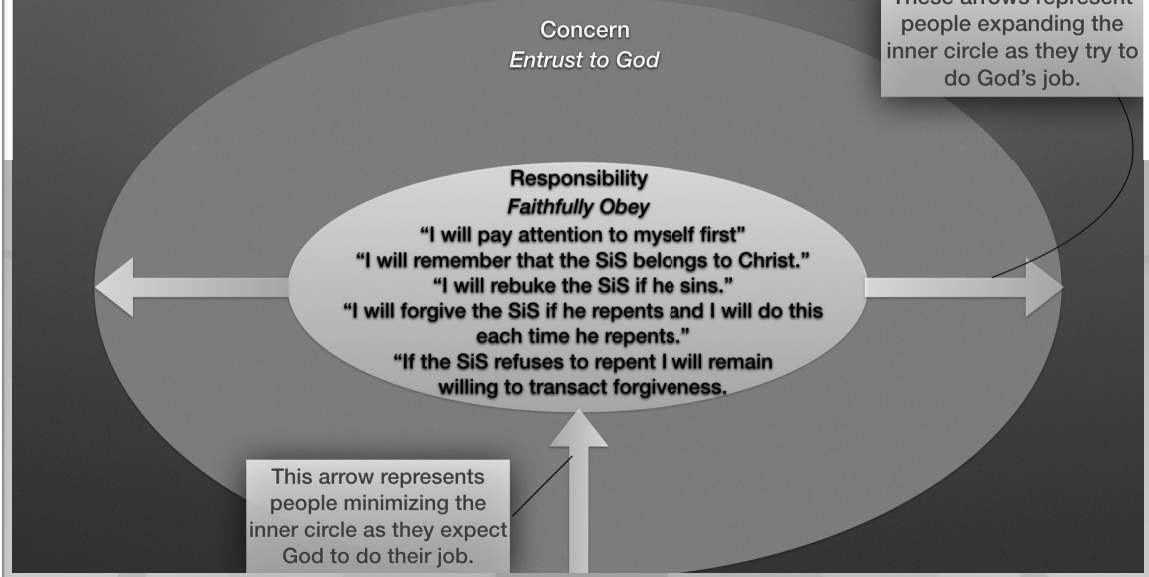 Concern
Entrust to God
These arrows represent
people expanding the
inner circle as they try to
do God’s job.
Responsibility
Faithfully Obey
“I will pay attention to myself first”
“I will remember that the SiS belongs to Christ.”
“I will rebuke the SiS if he sins.”
“I will forgive the SiS if he repents and I will do this
each time he repents.”
“If the SiS refuses to repent I will remain
willing to transact forgiveness.
This arrow represents
people minimizing the
inner circle as they expect
God to do their job.